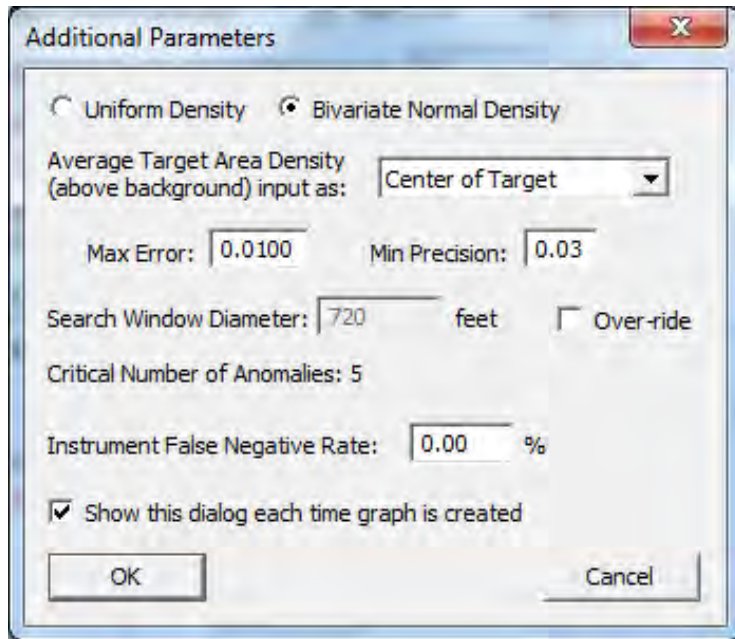 Additional Parameters
Uniform Density Bivariate Normal Density
Average Target Area Density
(above background) input as: Center of Target
Max Error: 0.0100 Min Precision: 0.03
Search Window Diameter: 720 feet Over-ride
Critical Number of Anomalies: 5
Instrument False Negative Rate: 0.00 %
Show this dialog each time graph is created
OK Cancel